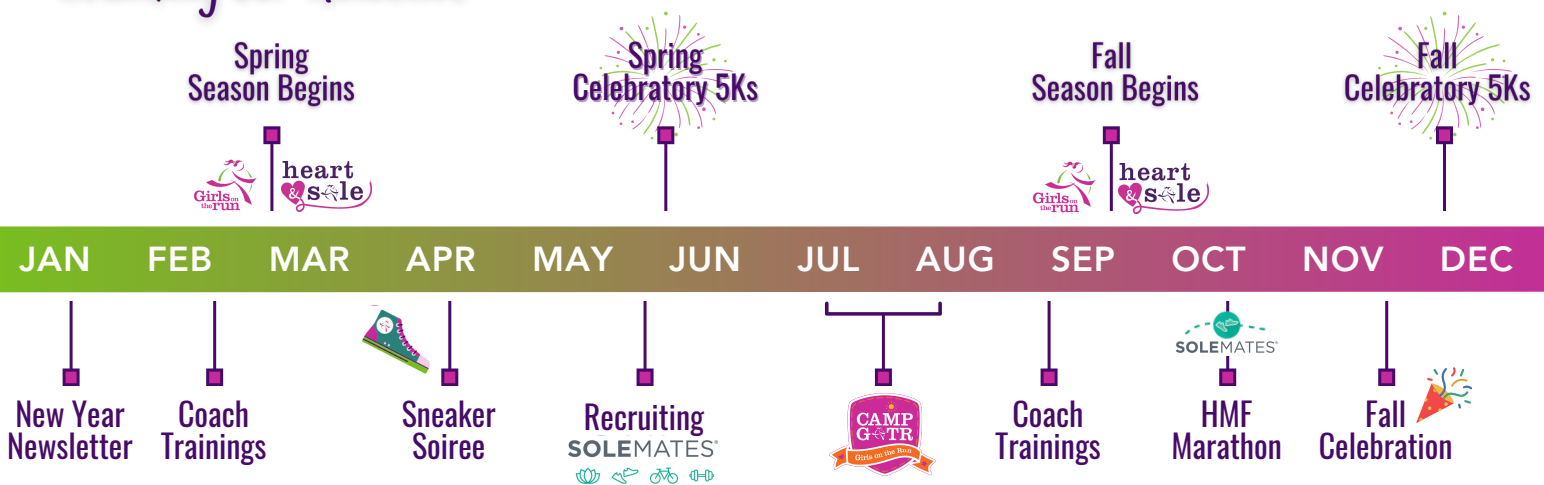 Spring
Season Begins
Spring
Celebratory 5Ks
Fall
Season Begins
Fall
Celebratory 5Ks
Girls on
the run
heart
& sole
Girls on
the run
heart
& sole
JAN FEB MAR APR MAY JUN JUL AUG SEP OCT NOV DEC
New Year
Newsletter
Coach
Trainings
Sneaker
Soiree
Recruiting
SOLEMATES®
CAMP
GOTR
Girls on the Run
Coach
Trainings
SOLEMATES®
HMF
Marathon
Fall
Celebration